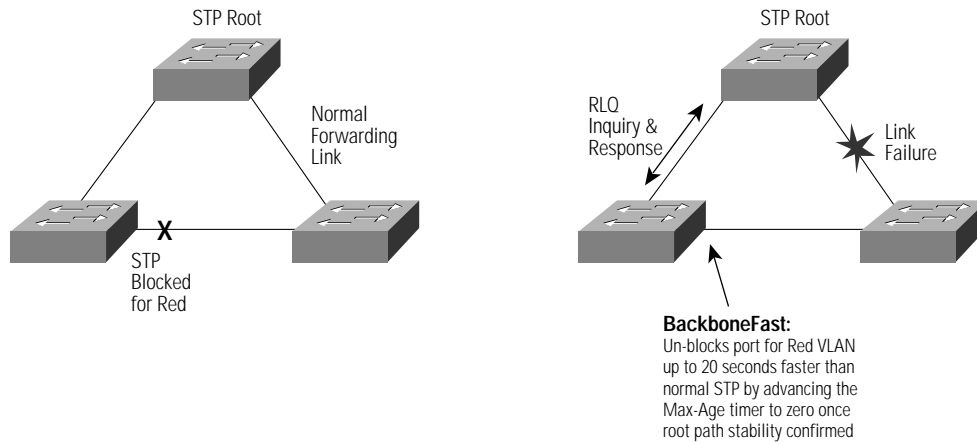 STP Root
Normal
Forwarding
Link
X
STP
Blocked
for Red
STP Root
RLQ
Inquiry &
Response
Link
Failure
BackboneFast:
Un-blocks port for Red VLAN
up to 20 seconds faster than
normal STP by advancing the
Max-Age timer to zero once
root path stability confirmed